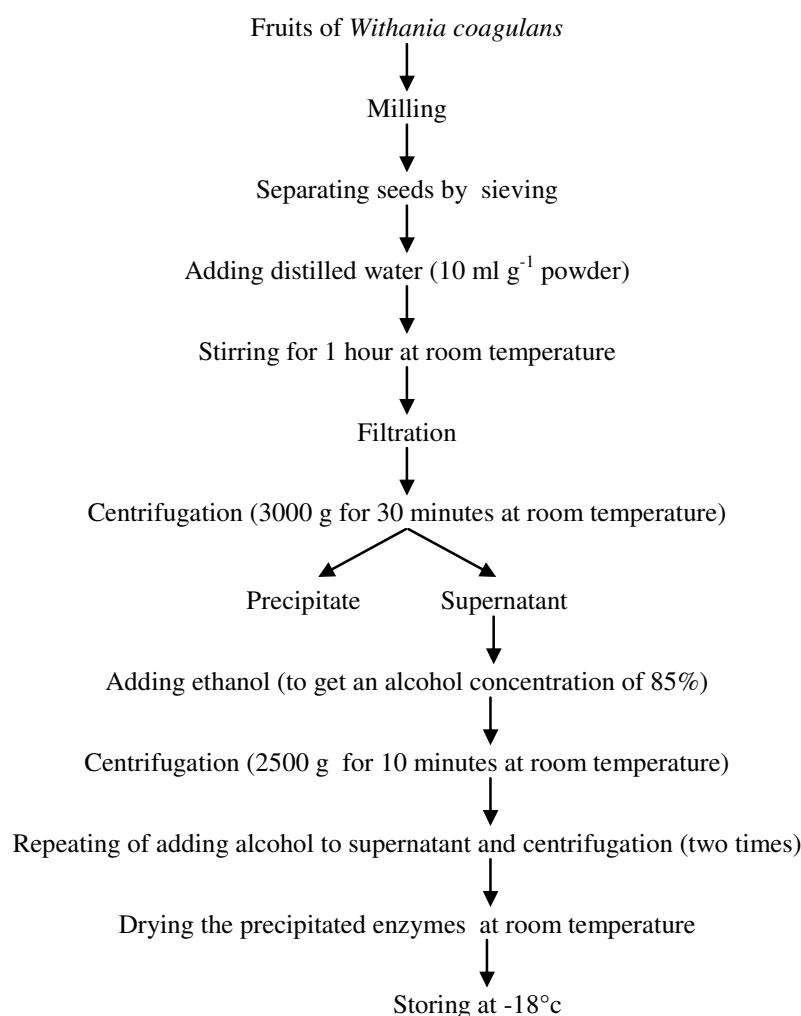 Fruits of Withania coagulans
Milling
Separating seeds by sieving
Adding distilled water (10 ml g⁻¹ powder)
Stirring for 1 hour at room temperature
Filtration
Centrifugation (3000 g for 30 minutes at room temperature)
Precipitate Supernatant
Adding ethanol (to get an alcohol concentration of 85%)
Centrifugation (2500 g for 10 minutes at room temperature)
Repeating of adding alcohol to supernatant and centrifugation (two times)
Drying the precipitated enzymes at room temperature
Storing at -18°c